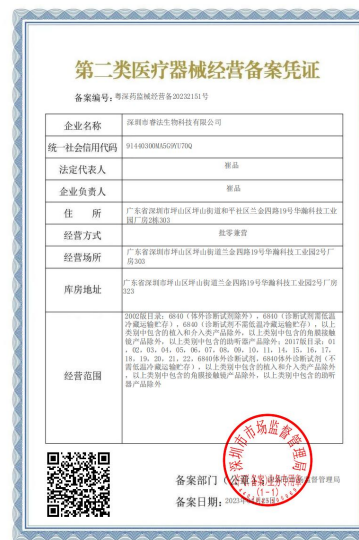 第二类医疗器械经营备案凭证
备案编号：粤深药监械经营备20232151号
企业名称 深圳市睿法生物科技有限公司
统一社会信用代码 91440300MA5G9YU70Q
法定代表人 崔晶
企业负责人 崔晶
住 所 广东省深圳市坪山区坪山街道和平社区兰金四路19号华瀚科技工业
园厂房2栋303
经营方式 批零兼营
经营场所 广东省深圳市坪山区坪山街道兰金四路19号华瀚科技工业园2号厂
房303
库房地址 广东省深圳市坪山区坪山街道兰金四路19号华瀚科技工业园2号厂房
323
经营范围 2002版目录：6840（体外诊断试剂除外），6840（诊断试剂需低温
冷藏运输贮存），6840（诊断试剂不需低温冷藏运输贮存），以上
类别中包含的植入和介入类产品除外，以上类别中包含的角膜接触
镜产品除外，以上类别中包含的助听器产品除外；2017版目录：01
，02，03，04，05，06，07，08，09，10，11，14，15，16，17，
18，19，20，21，22，6840体外诊断试剂，6840体外诊断试剂（不
需低温冷藏运输贮存），以上类别中包含的植入和介入类产品除外
，以上类别中包含的角膜接触镜产品除外，以上类别中包含的助听
器产品除外
深圳市市场监督管理局
(1-1)
备案部门（公章）：
监督管理局
备案日期：